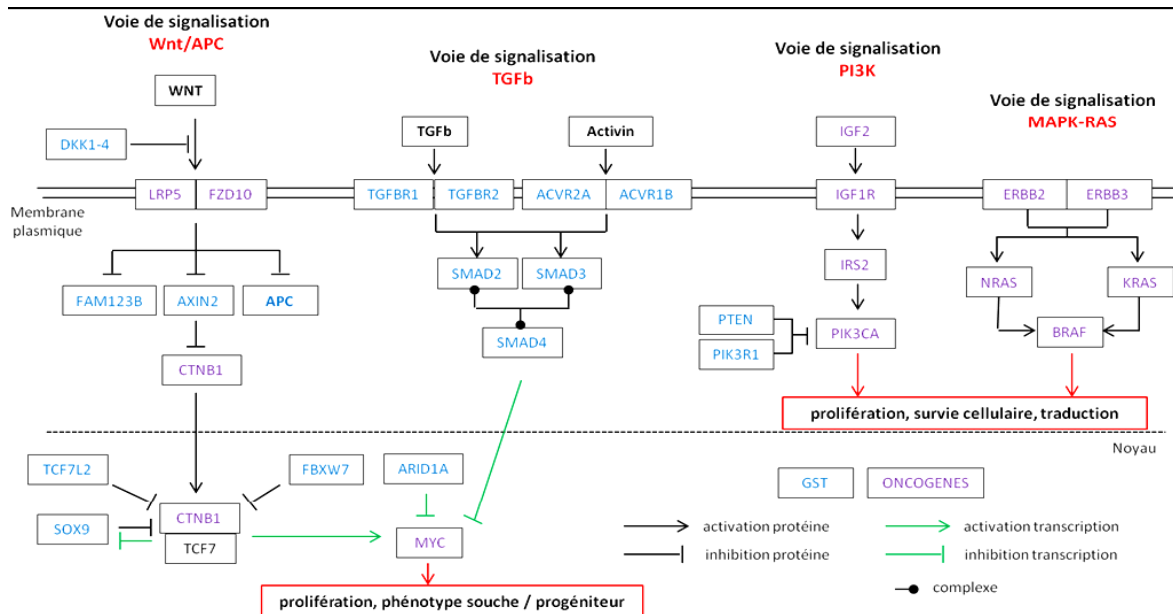 Voie de signalisation
Wnt/APC
Voie de signalisation
TGFb
Voie de signalisation
PI3K
Voie de signalisation
MAPK-RAS
WNT
DKK1-4
TGFb
Activin
IGF2
LRP5
FZD10
TGFBR1
TGFBR2
ACVR2A
ACVR1B
IGF1R
ERBB2
ERBB3
Membrane
plasmique
FAM123B
AXIN2
APC
SMAD2
SMAD3
IRS2
NRAS
KRAS
SMAD4
PTEN
PIK3R1
PIK3CA
BRAF
CTNB1
prolifération, survie cellulaire, traduction
Noyau
TCF7L2
FBXW7
ARID1A
GST
ONCOGENES
SOX9
CTNB1
TCF7
MYC
activation protéine
activation transcription
inhibition protéine
inhibition transcription
complexe
prolifération, phénotype souche / progéniteur